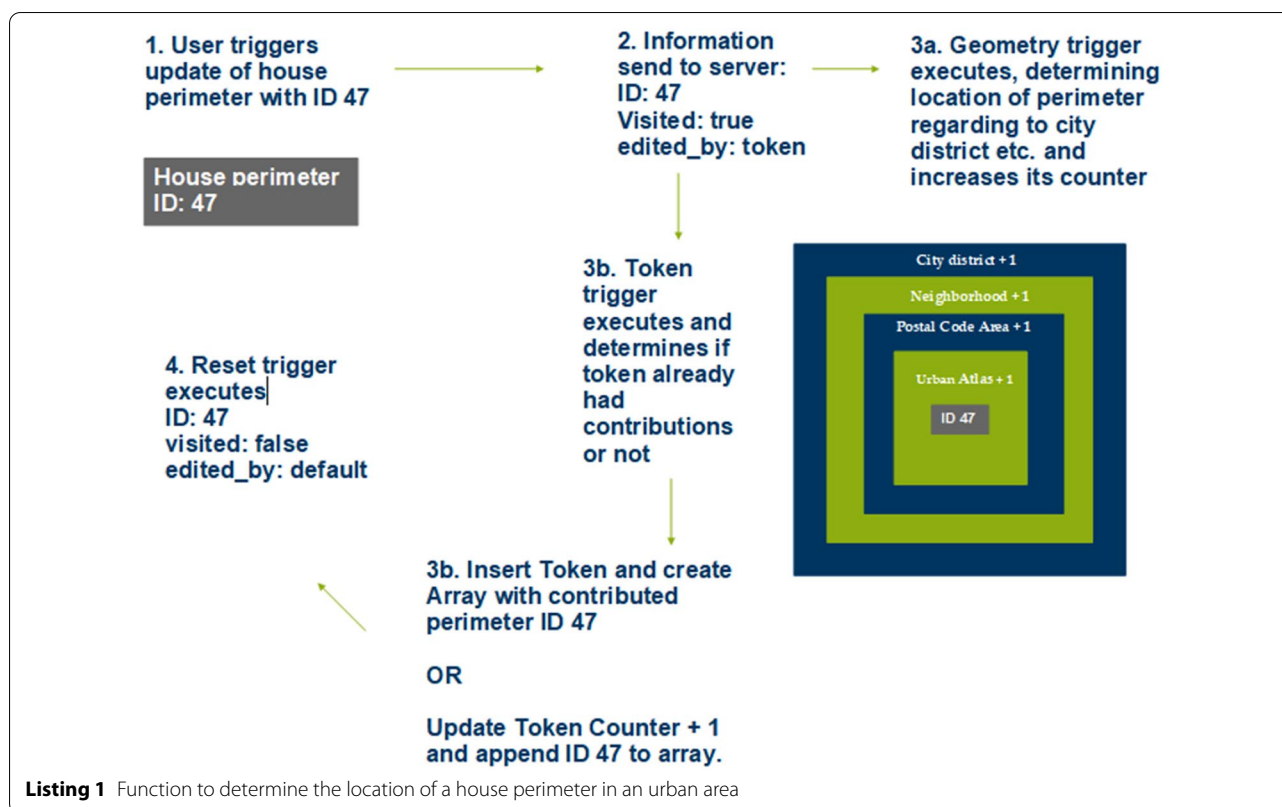 1. User triggers
update of house
perimeter with ID 47
House perimeter
ID: 47
2. Information
send to server:
ID: 47
Visited: true
edited_by: token
3a. Geometry trigger
executes, determining
location of perimeter
regarding to city
district etc. and
increases its counter
City district + 1
Neighborhood + 1
Postal Code Area + 1
Urban Atlas + 1
ID 47
3b. Token
trigger
executes and
determines if
token already
had
contributions
or not
3b. Insert Token and create
Array with contributed
perimeter ID 47
OR
Update Token Counter + 1
and append ID 47 to array.
4. Reset trigger
executes
ID: 47
visited: false
edited_by: default
Listing 1 Function to determine the location of a house perimeter in an urban area